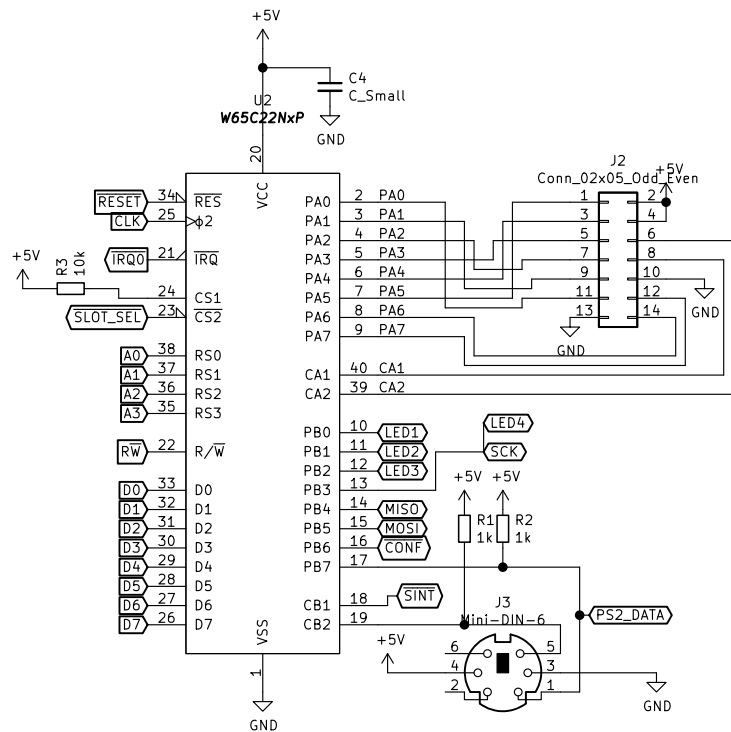 +5V
C4
C_Small
U2
W65C22NxP
GND
20
VCC
J2
Conn_02x05_Odd_Even
+5V
RESET 34 RES
CLK 25 ϕ2
IRQ0 21 IRQ
+5V
R3
10k
24 CS1
SLOT_SEL 23 CS2
A0 38 RS0
A1 37 RS1
A2 36 RS2
A3 35 RS3
RW 22 R/W
D0 33 D0
D1 32 D1
D2 31 D2
D3 30 D3
D4 29 D4
D5 28 D5
D6 27 D6
D7 26 D7
PA0 2 PA0
PA1 3 PA1
PA2 4 PA2
PA3 5 PA3
PA4 6 PA4
PA5 7 PA5
PA6 8 PA6
PA7 9 PA7
CA1 40 CA1
CA2 39 CA2
1 2
3 4
5 6
7 8
9 10
11 12
13 14
GND
GND
PB0 10 LED1
PB1 11 LED2
PB2 12 LED3
PB3 13
LED4
SCK
PB4 14 MISO
PB5 15 MOSI
PB6 16 CONF
PB7 17
+5V
+5V
R1
1k
R2
1k
CB1 18 SINT
CB2 19
J3
Mini-DIN-6
PS2_DATA
+5V
6 5
4 3
2 1
GND
VSS
1
GND